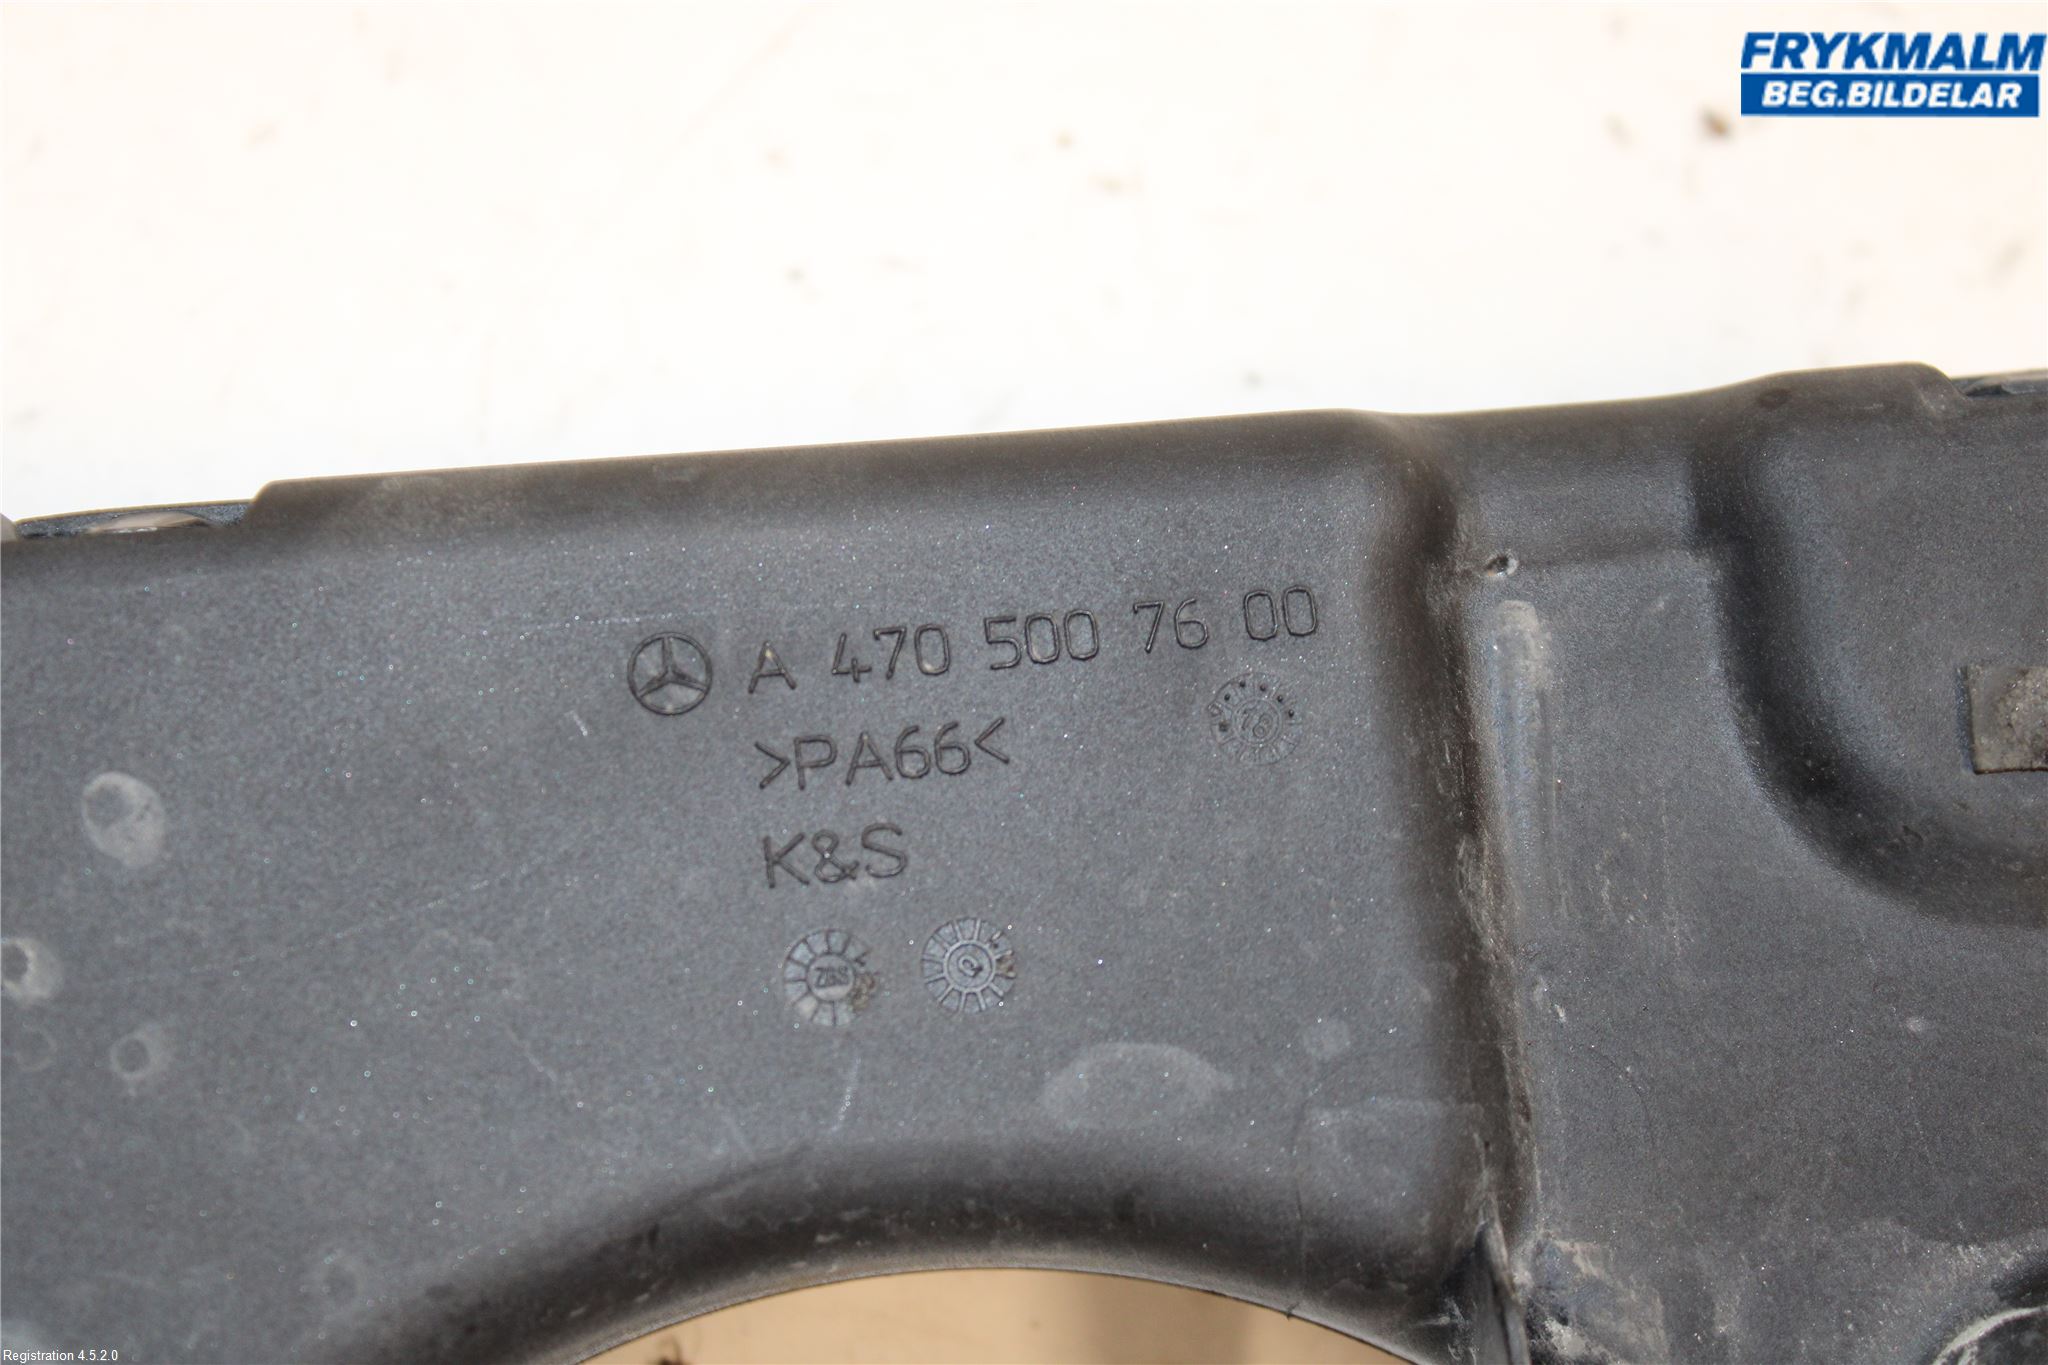 FRYKMALM
BEG.BILDELAR
A 470 500 76 00
>PA66<
K&S
Registration 4.5.2.0